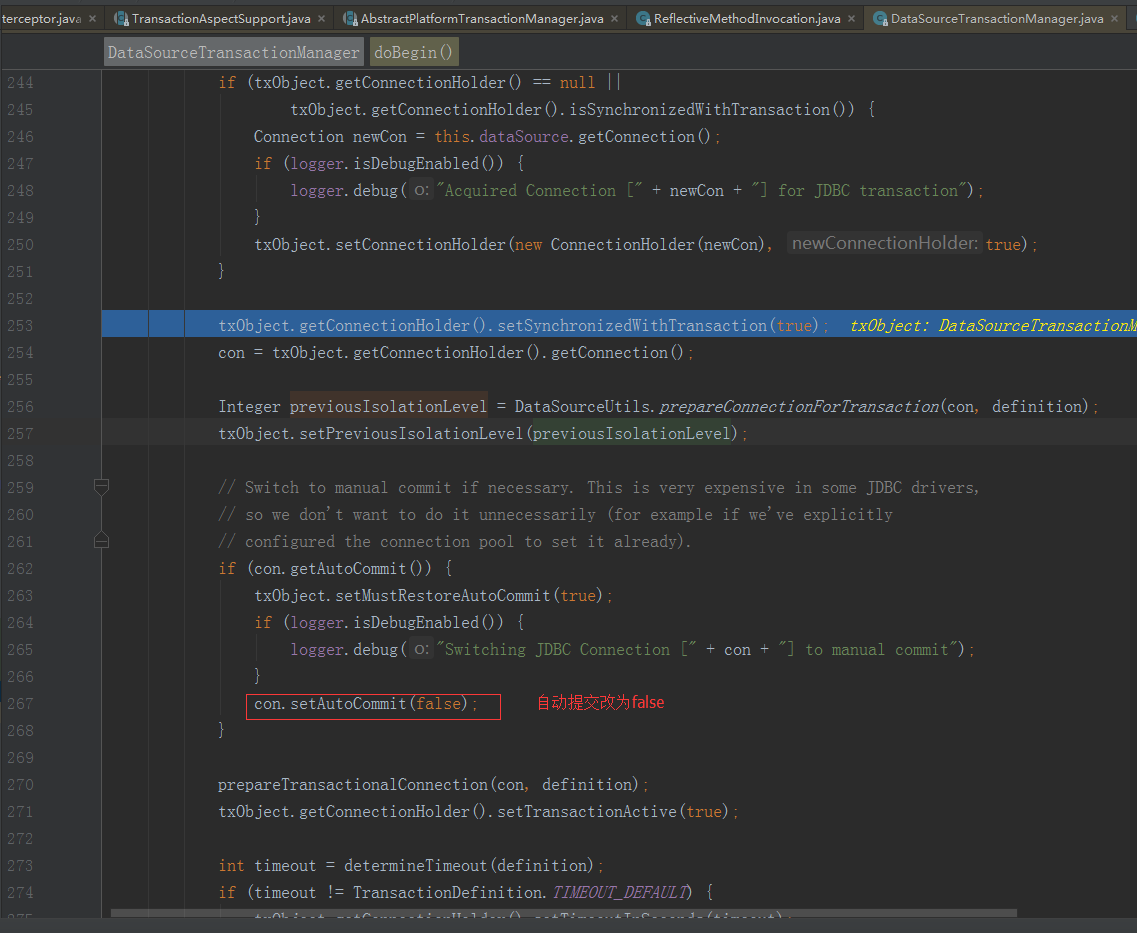 terceptor.java × TransactionAspectSupport.java × AbstractPlatformTransactionManager.java × ReflectiveMethodInvocation.java × DataSourceTransactionManager.java ×
DataSourceTransactionManager doBegin()
244 if (txObject.getConnectionHolder() == null ||
245 txObject.getConnectionHolder().isSynchronizedWithTransaction()) {
246 Connection newCon = this.dataSource.getConnection();
247 if (logger.isDebugEnabled()) {
248 logger.debug( o: "Acquired Connection [" + newCon + "] for JDBC transaction");
249 }
250 txObject.setConnectionHolder(new ConnectionHolder(newCon), newConnectionHolder: true);
251 }
252
253 txObject.getConnectionHolder().setSynchronizedWithTransaction(true); txObject: DataSourceTransactionM
254 con = txObject.getConnectionHolder().getConnection();
255
256 Integer previousIsolationLevel = DataSourceUtils.prepareConnectionForTransaction(con, definition);
257 txObject.setPreviousIsolationLevel(previousIsolationLevel);
258
259 // Switch to manual commit if necessary. This is very expensive in some JDBC drivers,
260 // so we don't want to do it unnecessarily (for example if we've explicitly
261 // configured the connection pool to set it already).
262 if (con.getAutoCommit()) {
263 txObject.setMustRestoreAutoCommit(true);
264 if (logger.isDebugEnabled()) {
265 logger.debug( o: "Switching JDBC Connection [" + con + "] to manual commit");
266 }
267 con.setAutoCommit(false); 自动提交改为false
268 }
269
270 prepareTransactionalConnection(con, definition);
271 txObject.getConnectionHolder().setTransactionActive(true);
272
273 int timeout = determineTimeout(definition);
274 if (timeout != TransactionDefinition.TIMEOUT_DEFAULT) {
275 txObject.getConnectionHolder().setTimeoutInSeconds(timeout);